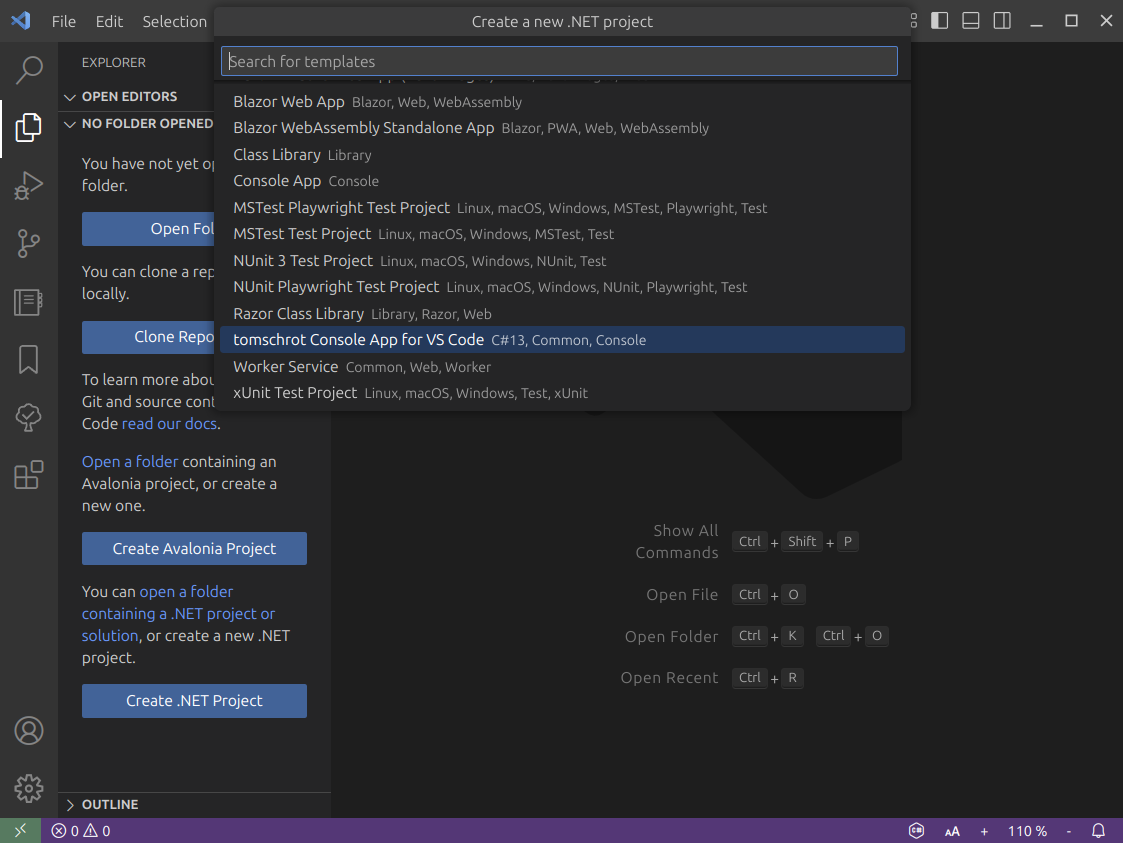 File Edit Selection
Create a new .NET project
Search for templates
EXPLORER
OPEN EDITORS
NO FOLDER OPENED
You have not yet op
folder.
Open Fol
You can clone a rep
locally.
Clone Repo
To learn more abou
Git and source cont
Code read our docs.
Open a folder containing an
Avalonia project, or create a
new one.
Create Avalonia Project
You can open a folder
containing a .NET project or
solution, or create a new .NET
project.
Create .NET Project
OUTLINE
Blazor Web App Blazor, Web, WebAssembly
Blazor WebAssembly Standalone App Blazor, PWA, Web, WebAssembly
Class Library Library
Console App Console
MSTest Playwright Test Project Linux, macOS, Windows, MSTest, Playwright, Test
MSTest Test Project Linux, macOS, Windows, MSTest, Test
NUnit 3 Test Project Linux, macOS, Windows, NUnit, Test
NUnit Playwright Test Project Linux, macOS, Windows, NUnit, Playwright, Test
Razor Class Library Library, Razor, Web
tomschrot Console App for VS Code C#13, Common, Console
Worker Service Common, Web, Worker
xUnit Test Project Linux, macOS, Windows, Test, xUnit
Show All
Commands Ctrl + Shift + P
Open File Ctrl + O
Open Folder Ctrl + K Ctrl + O
Open Recent Ctrl + R
0 0
AA + 110 % -